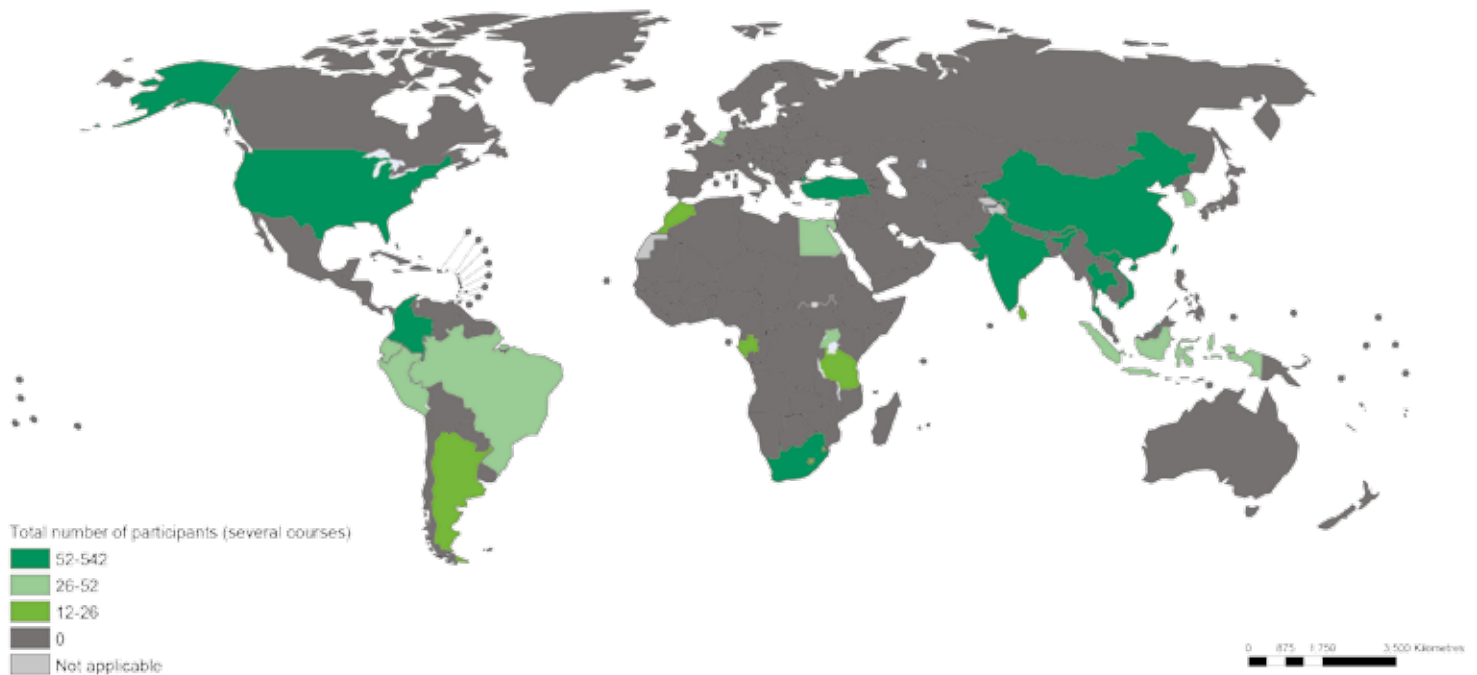 Total number of participants (several courses)
52-542
26-52
12-26
0
Not applicable
0 875 1 750 3 500 Kilometres